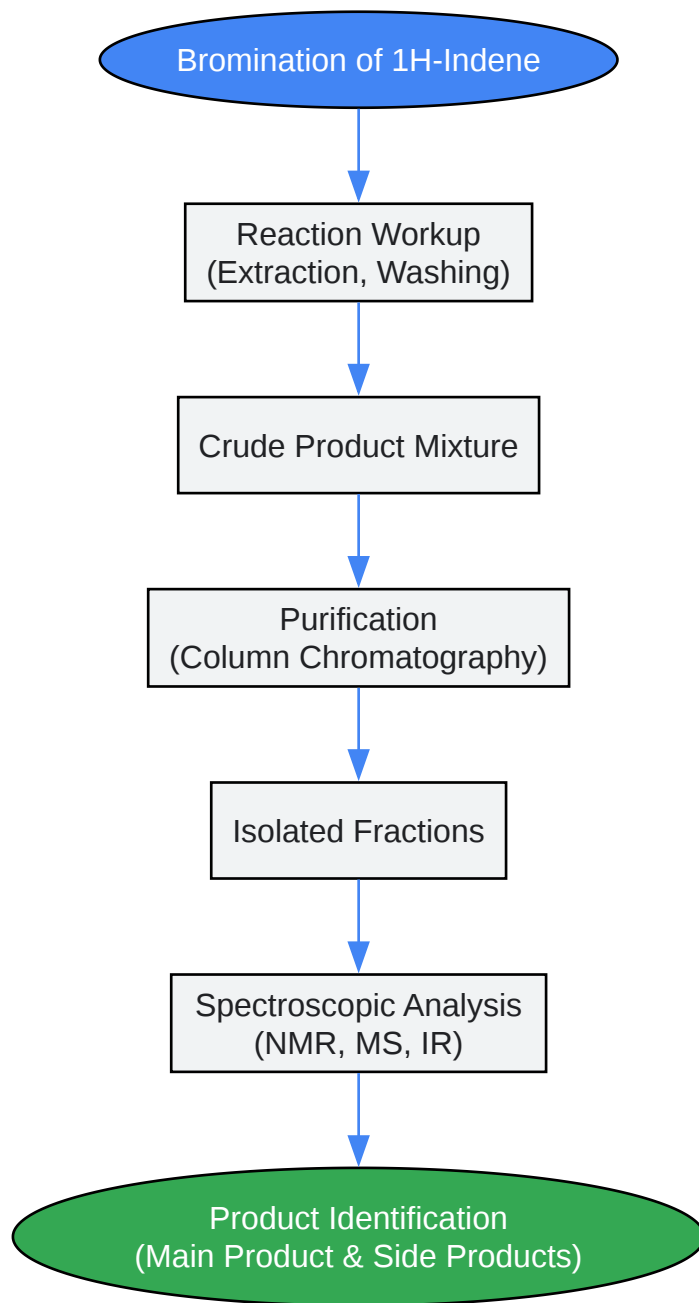 Bromination of 1H-Indene
Reaction Workup
(Extraction, Washing)
Crude Product Mixture
Purification
(Column Chromatography)
Isolated Fractions
Spectroscopic Analysis
(NMR, MS, IR)
Product Identification
(Main Product & Side Products)